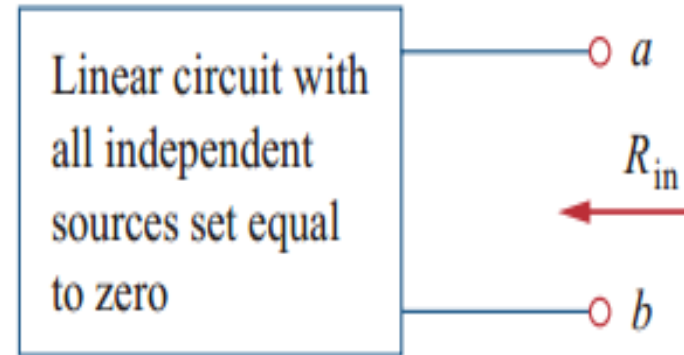 Linear circuit with
all independent
sources set equal
to zero
a
R_in
b